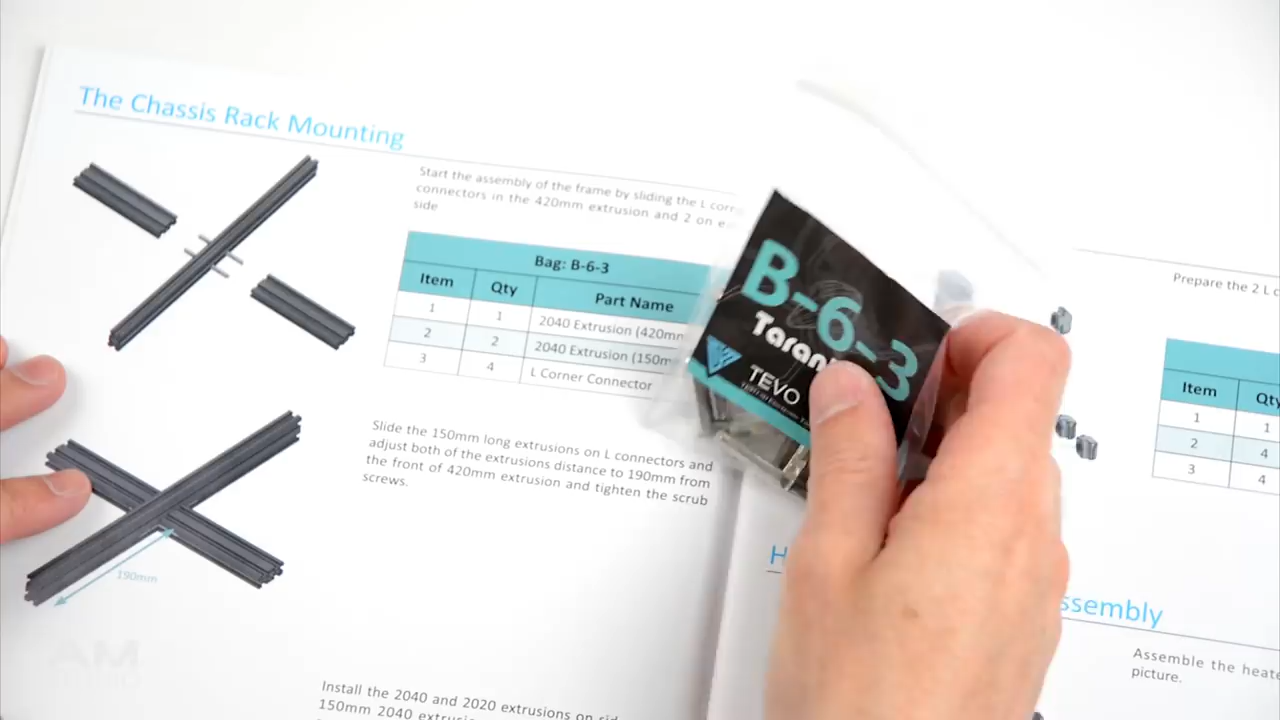 The Chassis Rack Mounting
Start the assembly of the frame by sliding the L
connectors in the 420mm extrusion and 2 on
side
Bag: B-6-3
Item Qty Part Name
1 1 2040 Extrusion (420mm
2 2 2040 Extrusion (150m
3 4 L Corner Connector
Slide the 150mm long extrusions on L connectors and
adjust both of the extrusions distance to 190mm from
the front of 420mm extrusion and tighten the scrub
screws.
190mm
Install the 2040 and 2020 extrusions on
150mm 2040
B-6-3
TEVO
Prepare the 2 L
Item
1 1
2 4
3 4
H
ssembly
Assemble the
picture.